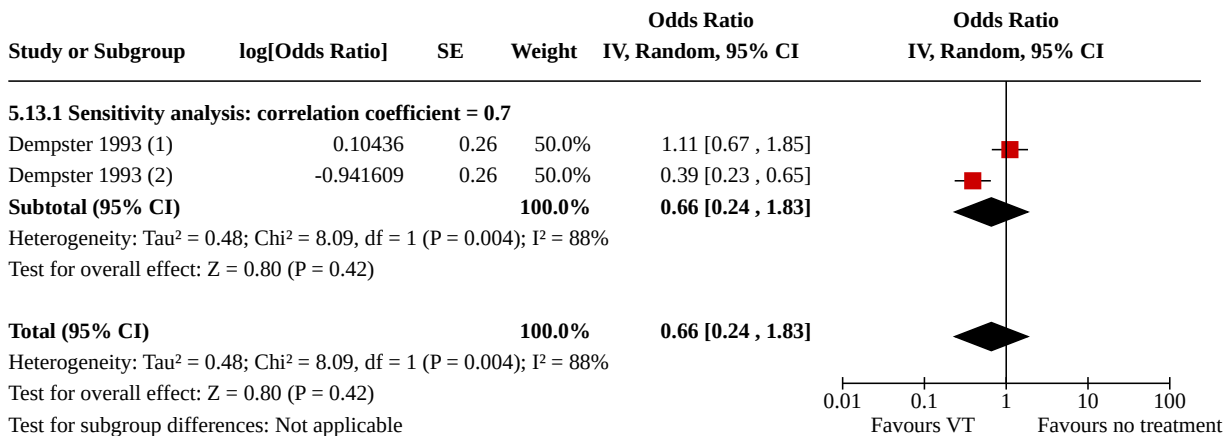 Odds Ratio Odds Ratio
Study or Subgroup log[Odds Ratio] SE Weight IV, Random, 95% CI IV, Random, 95% CI
5.13.1 Sensitivity analysis: correlation coefficient = 0.7
Dempster 1993 (1) 0.10436 0.26 50.0% 1.11 [0.67 , 1.85]
Dempster 1993 (2) -0.941609 0.26 50.0% 0.39 [0.23 , 0.65]
Subtotal (95% CI) 100.0% 0.66 [0.24 , 1.83]
Heterogeneity: Tau² = 0.48; Chi² = 8.09, df = 1 (P = 0.004); I² = 88%
Test for overall effect: Z = 0.80 (P = 0.42)
Total (95% CI) 100.0% 0.66 [0.24 , 1.83]
Heterogeneity: Tau² = 0.48; Chi² = 8.09, df = 1 (P = 0.004); I² = 88%
Test for overall effect: Z = 0.80 (P = 0.42) 0.01 0.1 1 10 100
Test for subgroup differences: Not applicable Favours VT Favours no treatment